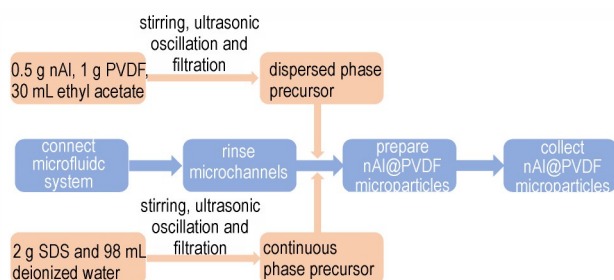 stirring, ultrasonic
oscillation and
filtration
0.5 g nAl, 1 g PVDF,
30 mL ethyl acetate
dispersed phase
precursor
connect
microfluidc
system
rinse
microchannels
prepare
nAl@PVDF
microparticles
collect
nAl@PVDF
microparticles
stirring, ultrasonic
oscillation and
filtration
2 g SDS and 98 mL
deionized water
continuous
phase precursor